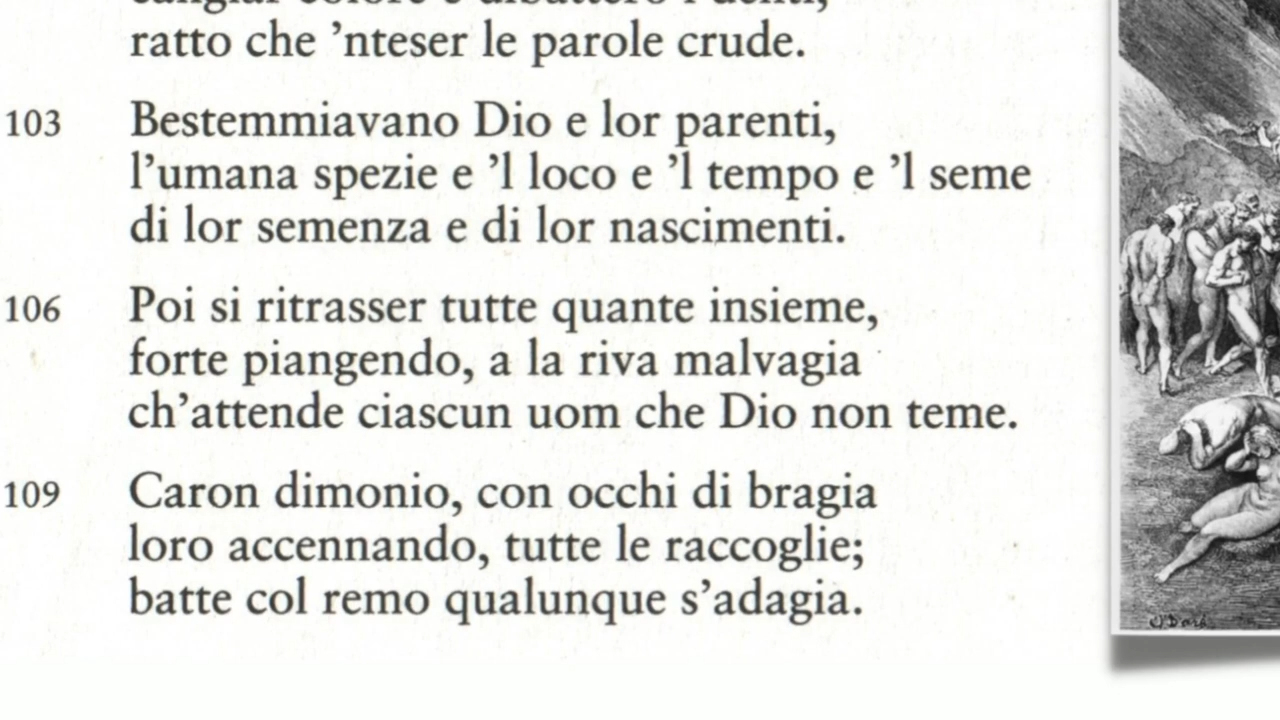 ratto che ’nteser le parole crude.
103 Bestemmiavano Dio e lor parenti,
l’umana spezie e ’l loco e ’l tempo e ’l seme
di lor semenza e di lor nascimenti.
106 Poi si ritrasser tutte quante insieme,
forte piangendo, a la riva malvagia
ch’attende ciascun uom che Dio non teme.
109 Caron dimonio, con occhi di bragia
loro accennando, tutte le raccoglie;
batte col remo qualunque s’adagia.